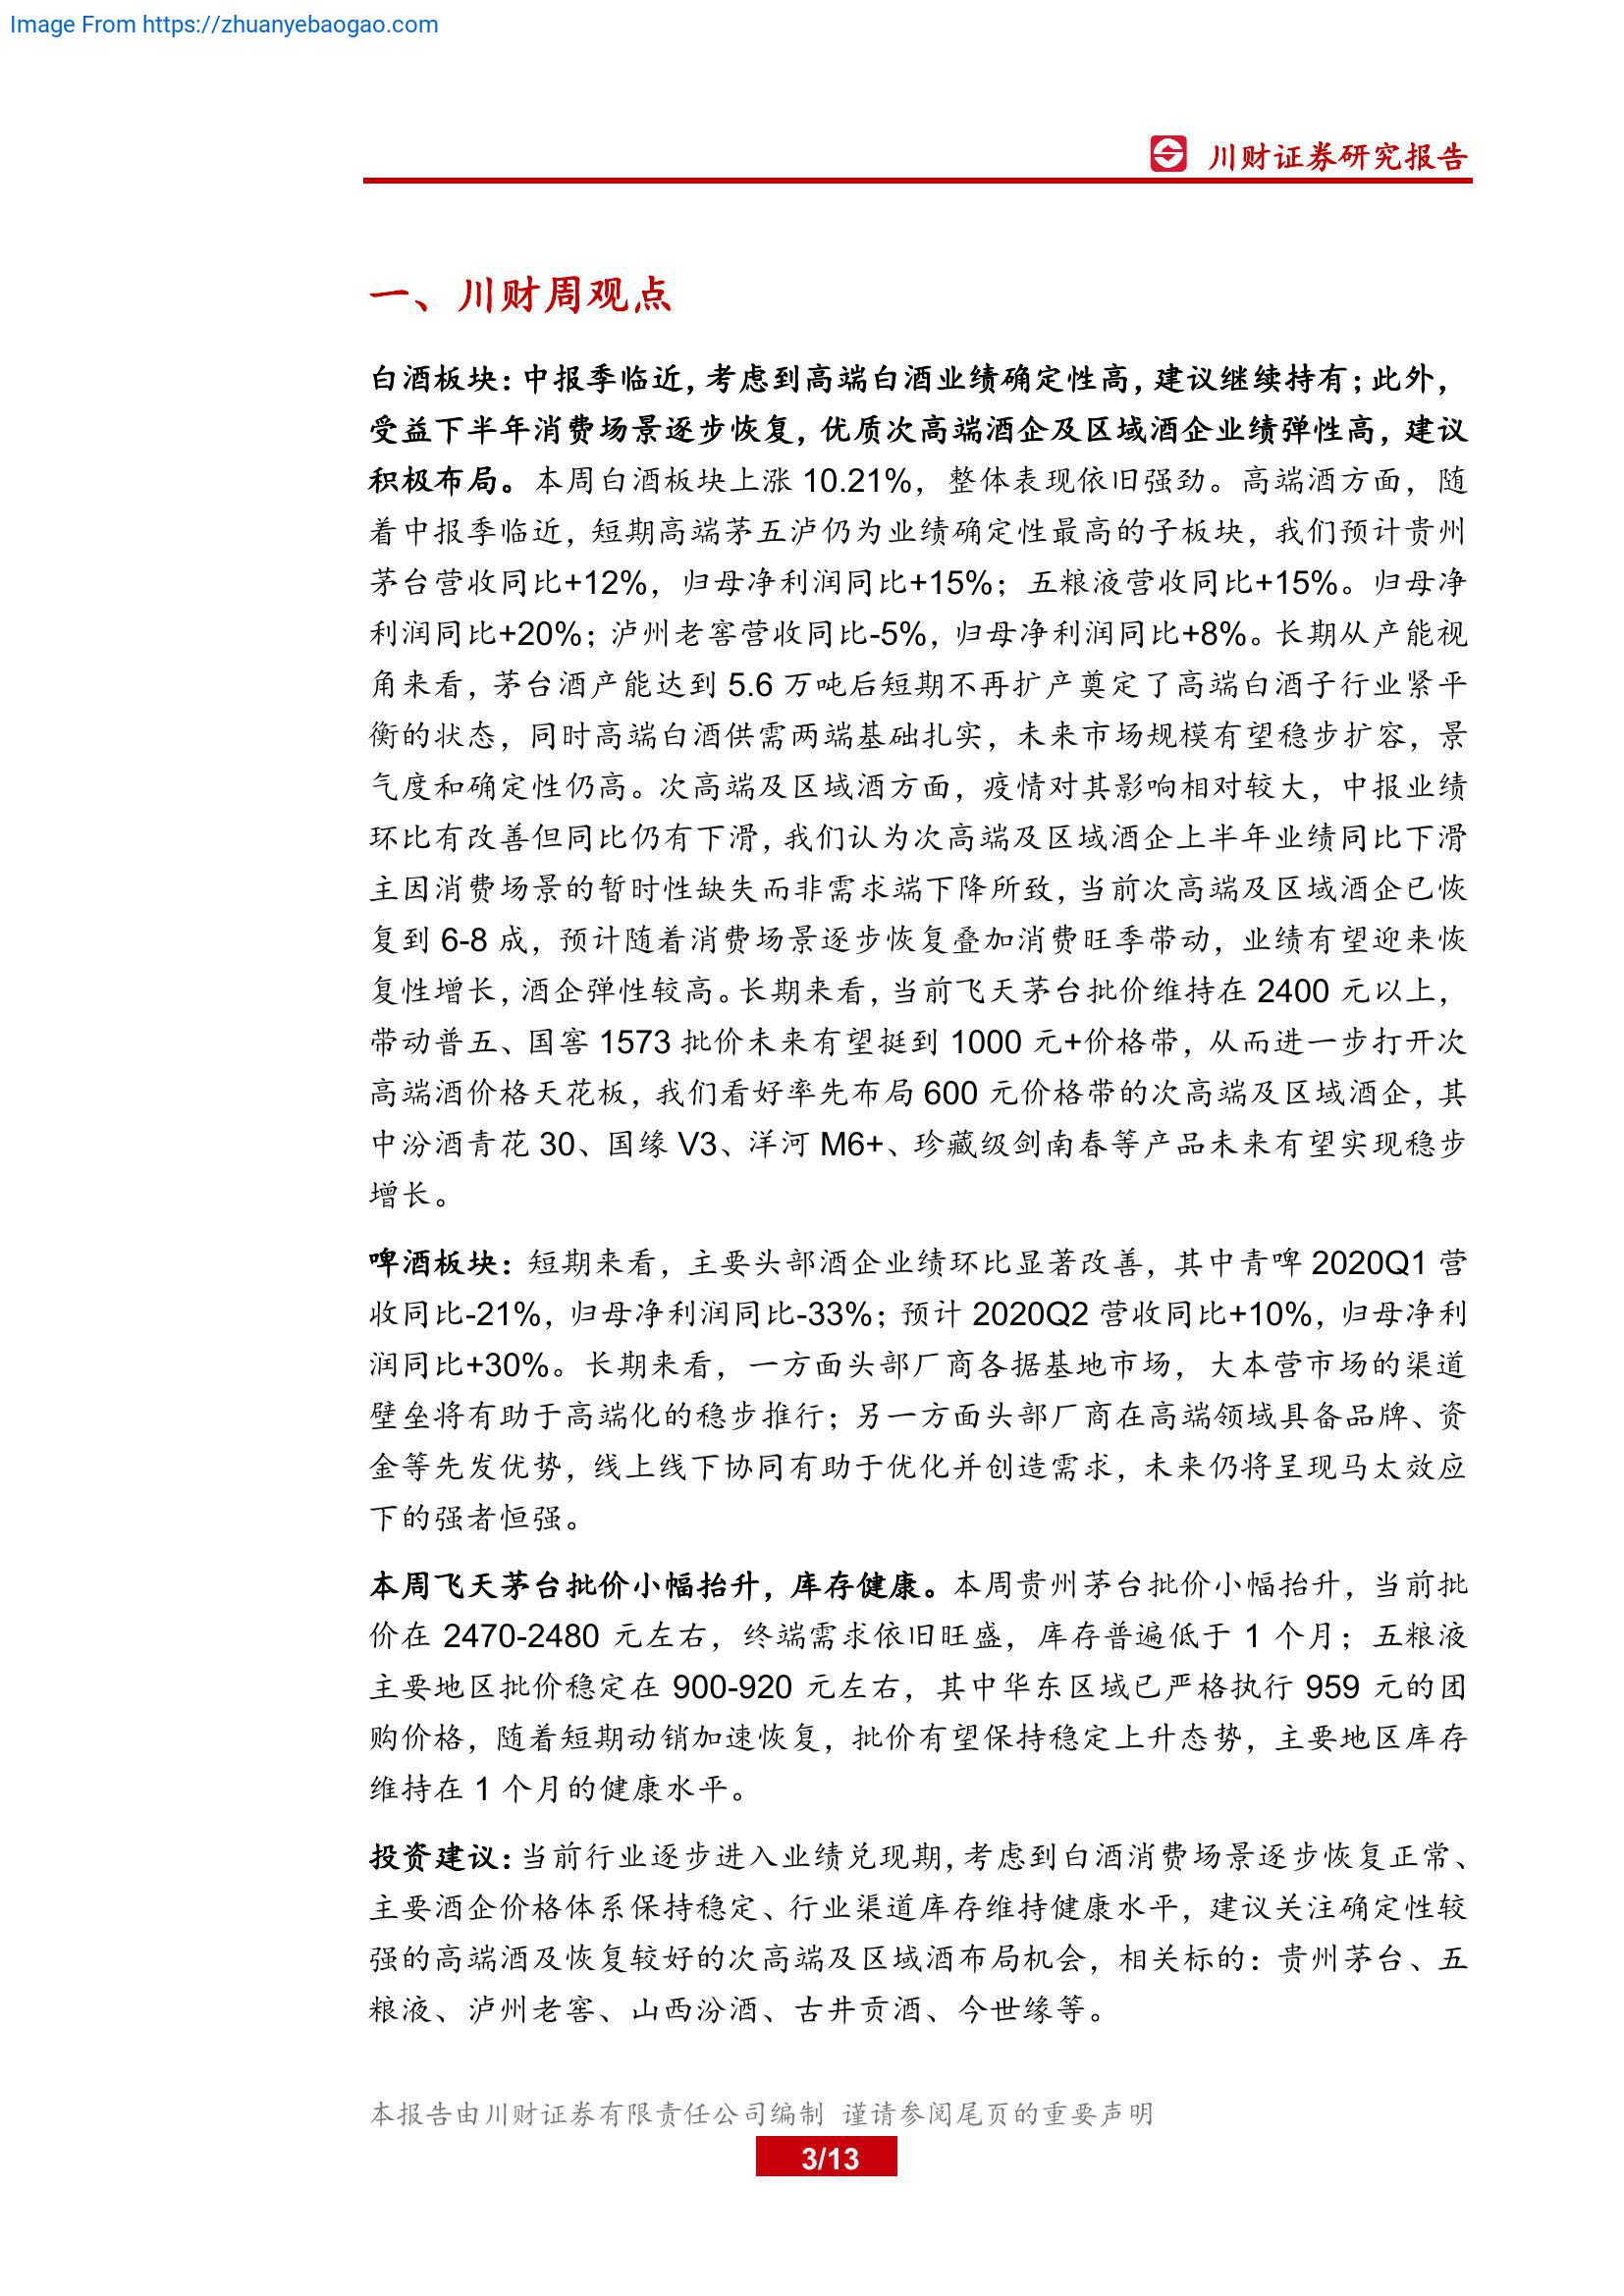 Image From https://zhuanyebaogao.com
川财证券研究报告
一、川财周观点
白酒板块：中报季临近，考虑到高端白酒业绩确定性高，建议继续持有；此外，
受益下半年消费场景逐步恢复，优质次高端酒企及区域酒企业绩弹性高，建议
积极布局。本周白酒板块上涨 10.21%，整体表现依旧强劲。高端酒方面，随
着中报季临近，短期高端茅五泸仍为业绩确定性最高的子板块，我们预计贵州
茅台营收同比+12%，归母净利润同比+15%；五粮液营收同比+15%。归母净
利润同比+20%；泸州老窖营收同比-5%，归母净利润同比+8%。长期从产能视
角来看，茅台酒产能达到 5.6 万吨后短期不再扩产奠定了高端白酒子行业紧平
衡的状态，同时高端白酒供需两端基础扎实，未来市场规模有望稳步扩容，景
气度和确定性仍高。次高端及区域酒方面，疫情对其影响相对较大，中报业绩
环比有改善但同比仍有下滑，我们认为次高端及区域酒企上半年业绩同比下滑
主因消费场景的暂时性缺失而非需求端下降所致，当前次高端及区域酒企已恢
复到 6-8 成，预计随着消费场景逐步恢复叠加消费旺季带动，业绩有望迎来恢
复性增长，酒企弹性较高。长期来看，当前飞天茅台批价维持在 2400 元以上，
带动普五、国窖 1573 批价未来有望挺到 1000 元+价格带，从而进一步打开次
高端酒价格天花板，我们看好率先布局 600 元价格带的次高端及区域酒企，其
中汾酒青花 30、国缘 V3、洋河 M6+、珍藏级剑南春等产品未来有望实现稳步
增长。
啤酒板块：短期来看，主要头部酒企业绩环比显著改善，其中青啤 2020Q1 营
收同比-21%，归母净利润同比-33%；预计 2020Q2 营收同比+10%，归母净利
润同比+30%。长期来看，一方面头部厂商各据基地市场，大本营市场的渠道
壁垒将有助于高端化的稳步推行；另一方面头部厂商在高端领域具备品牌、资
金等先发优势，线上线下协同有助于优化并创造需求，未来仍将呈现马太效应
下的强者恒强。
本周飞天茅台批价小幅抬升，库存健康。本周贵州茅台批价小幅抬升，当前批
价在 2470-2480 元左右，终端需求依旧旺盛，库存普遍低于 1 个月；五粮液
主要地区批价稳定在 900-920 元左右，其中华东区域已严格执行 959 元的团
购价格，随着短期动销加速恢复，批价有望保持稳定上升态势，主要地区库存
维持在 1 个月的健康水平。
投资建议：当前行业逐步进入业绩兑现期，考虑到白酒消费场景逐步恢复正常、
主要酒企价格体系保持稳定、行业渠道库存维持健康水平，建议关注确定性较
强的高端酒及恢复较好的次高端及区域酒布局机会，相关标的：贵州茅台、五
粮液、泸州老窖、山西汾酒、古井贡酒、今世缘等。
本报告由川财证券有限责任公司编制 谨请参阅尾页的重要声明
3/13